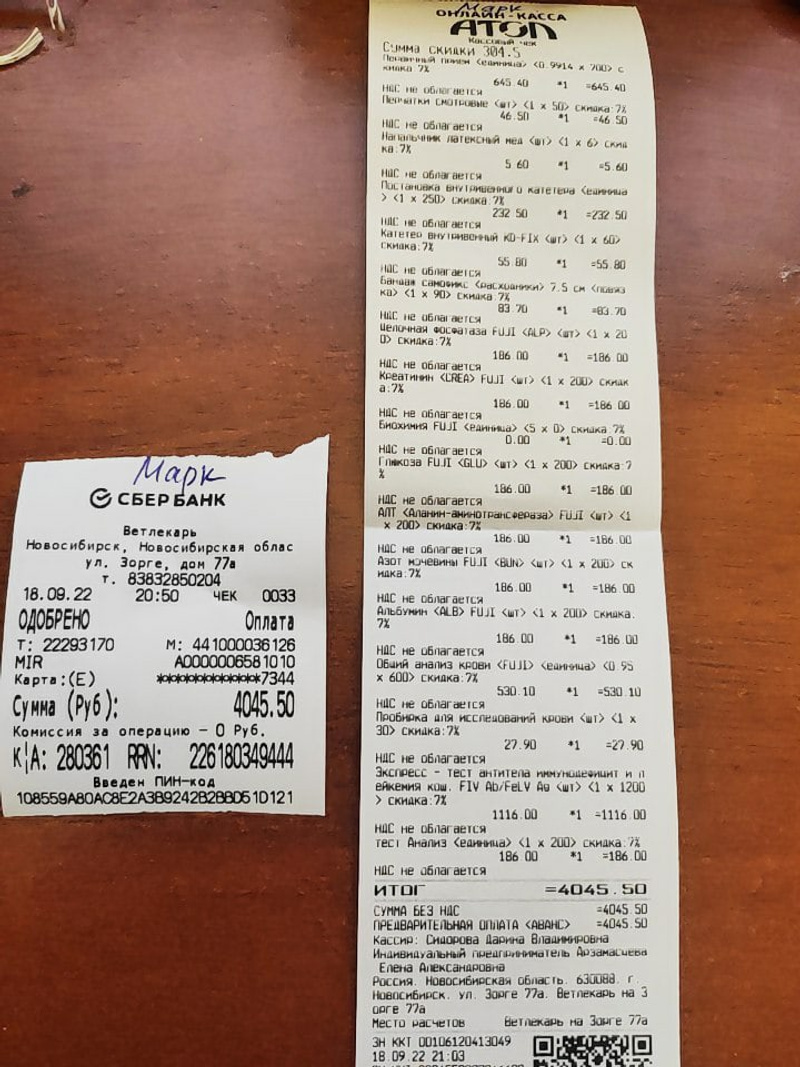 Марк
СБЕРБАНК
Ветлекарь
Новосибирск, Новосибирская облас
ул. Зорге, дом 77а
т. 83832850204
18.09.22 20:50 ЧЕК 0033
ОДОБРЕНО Оплата
Т: 22293170 М: 441000036126
MIR A0000006581010
Карта:(E) ************7344
Сумма (Руб): 4045.50
Комиссия за операцию – 0 Руб.
К/А: 280361 RRN: 226180349444
Введен ПИН-код
Марк
ОНЛАЙН-КАССА
АТОЛ
Кассовый чек
Сумма скидки 304.5
Первичный прием <единица> <0.9914 x 700> с
кидка 7%
645.40 *1 =645.40
НДС не облагается
Перчатки смотровые <шт> <1 x 50> скидка:7%
46.50 *1 =46.50
НДС не облагается
Напальчник латексный мед <шт> <1 x 6> скид
ка:7%
5.60 *1 =5.60
НДС не облагается
Постановка внутривенного катетера <единица
> <1 x 250> скидка:7%
232.50 *1 =232.50
НДС не облагается
Катетер внутривенный KD-FIX <шт> <1 x 60>
скидка:7%
55.80 *1 =55.80
НДС не облагается
Бандаж самофикс <расходники> 7.5 см <повяз
ка> <1 x 90> скидка:7%
83.70 *1 =83.70
НДС не облагается
Щелочная фосфатаза FUJI <ALP> <шт> <1 x 20
0> скидка:7%
186.00 *1 =186.00
НДС не облагается
Креатинин <CREA> FUJI <шт> <1 x 200> скидк
а:7%
186.00 *1 =186.00
НДС не облагается
Биохимия FUJI <единица> <5 x 0> скидка:7%
0.00 *1 =0.00
НДС не облагается
Глюкоза FUJI <GLU> <шт> <1 x 200> скидка:7
%
186.00 *1 =186.00
НДС не облагается
АЛТ <Аланин-аминотрансфераза> FUJI <шт> <1
x 200> скидка:7%
186.00 *1 =186.00
НДС не облагается
Азот мочевины FUJI <BUN> <шт> <1 x 200> ск
идка:7%
186.00 *1 =186.00
НДС не облагается
Альбумин <ALB> FUJI <шт> <1 x 200> скидка:
7%
186.00 *1 =186.00
НДС не облагается
Общий анализ крови <FUJI> <единица> <0.95
x 600> скидка:7%
530.10 *1 =530.10
НДС не облагается
Пробирка для исследований крови <шт> <1 x
30> скидка:7%
27.90 *1 =27.90
НДС не облагается
Экспресс - тест антитела иммунодефицит и л
ейкемия кош. FIV Ab/FeLV Ag <шт> <1 x 1200
> скидка:7%
1116.00 *1 =1116.00
НДС не облагается
тест Анализ <единица> <1 x 200> скидка:7%
186.00 *1 =186.00
НДС не облагается
ИТОГ =4045.50
СУММА БЕЗ НДС =4045.50
ПРЕДВАРИТЕЛЬНАЯ ОПЛАТА <АВАНС> =4045.50
Кассир: Сидорова Дарина Владимировна
Индивидуальный предприниматель Арзамасцева
Елена Александровна
Россия, Новосибирская область, 630088, г.
Новосибирск, ул. Зорге 77а, Ветлекарь на З
орге 77а
Место расчетов Ветлекарь на Зорге 77а
ЗН ККТ 00106120413049
18.09.22 21:03